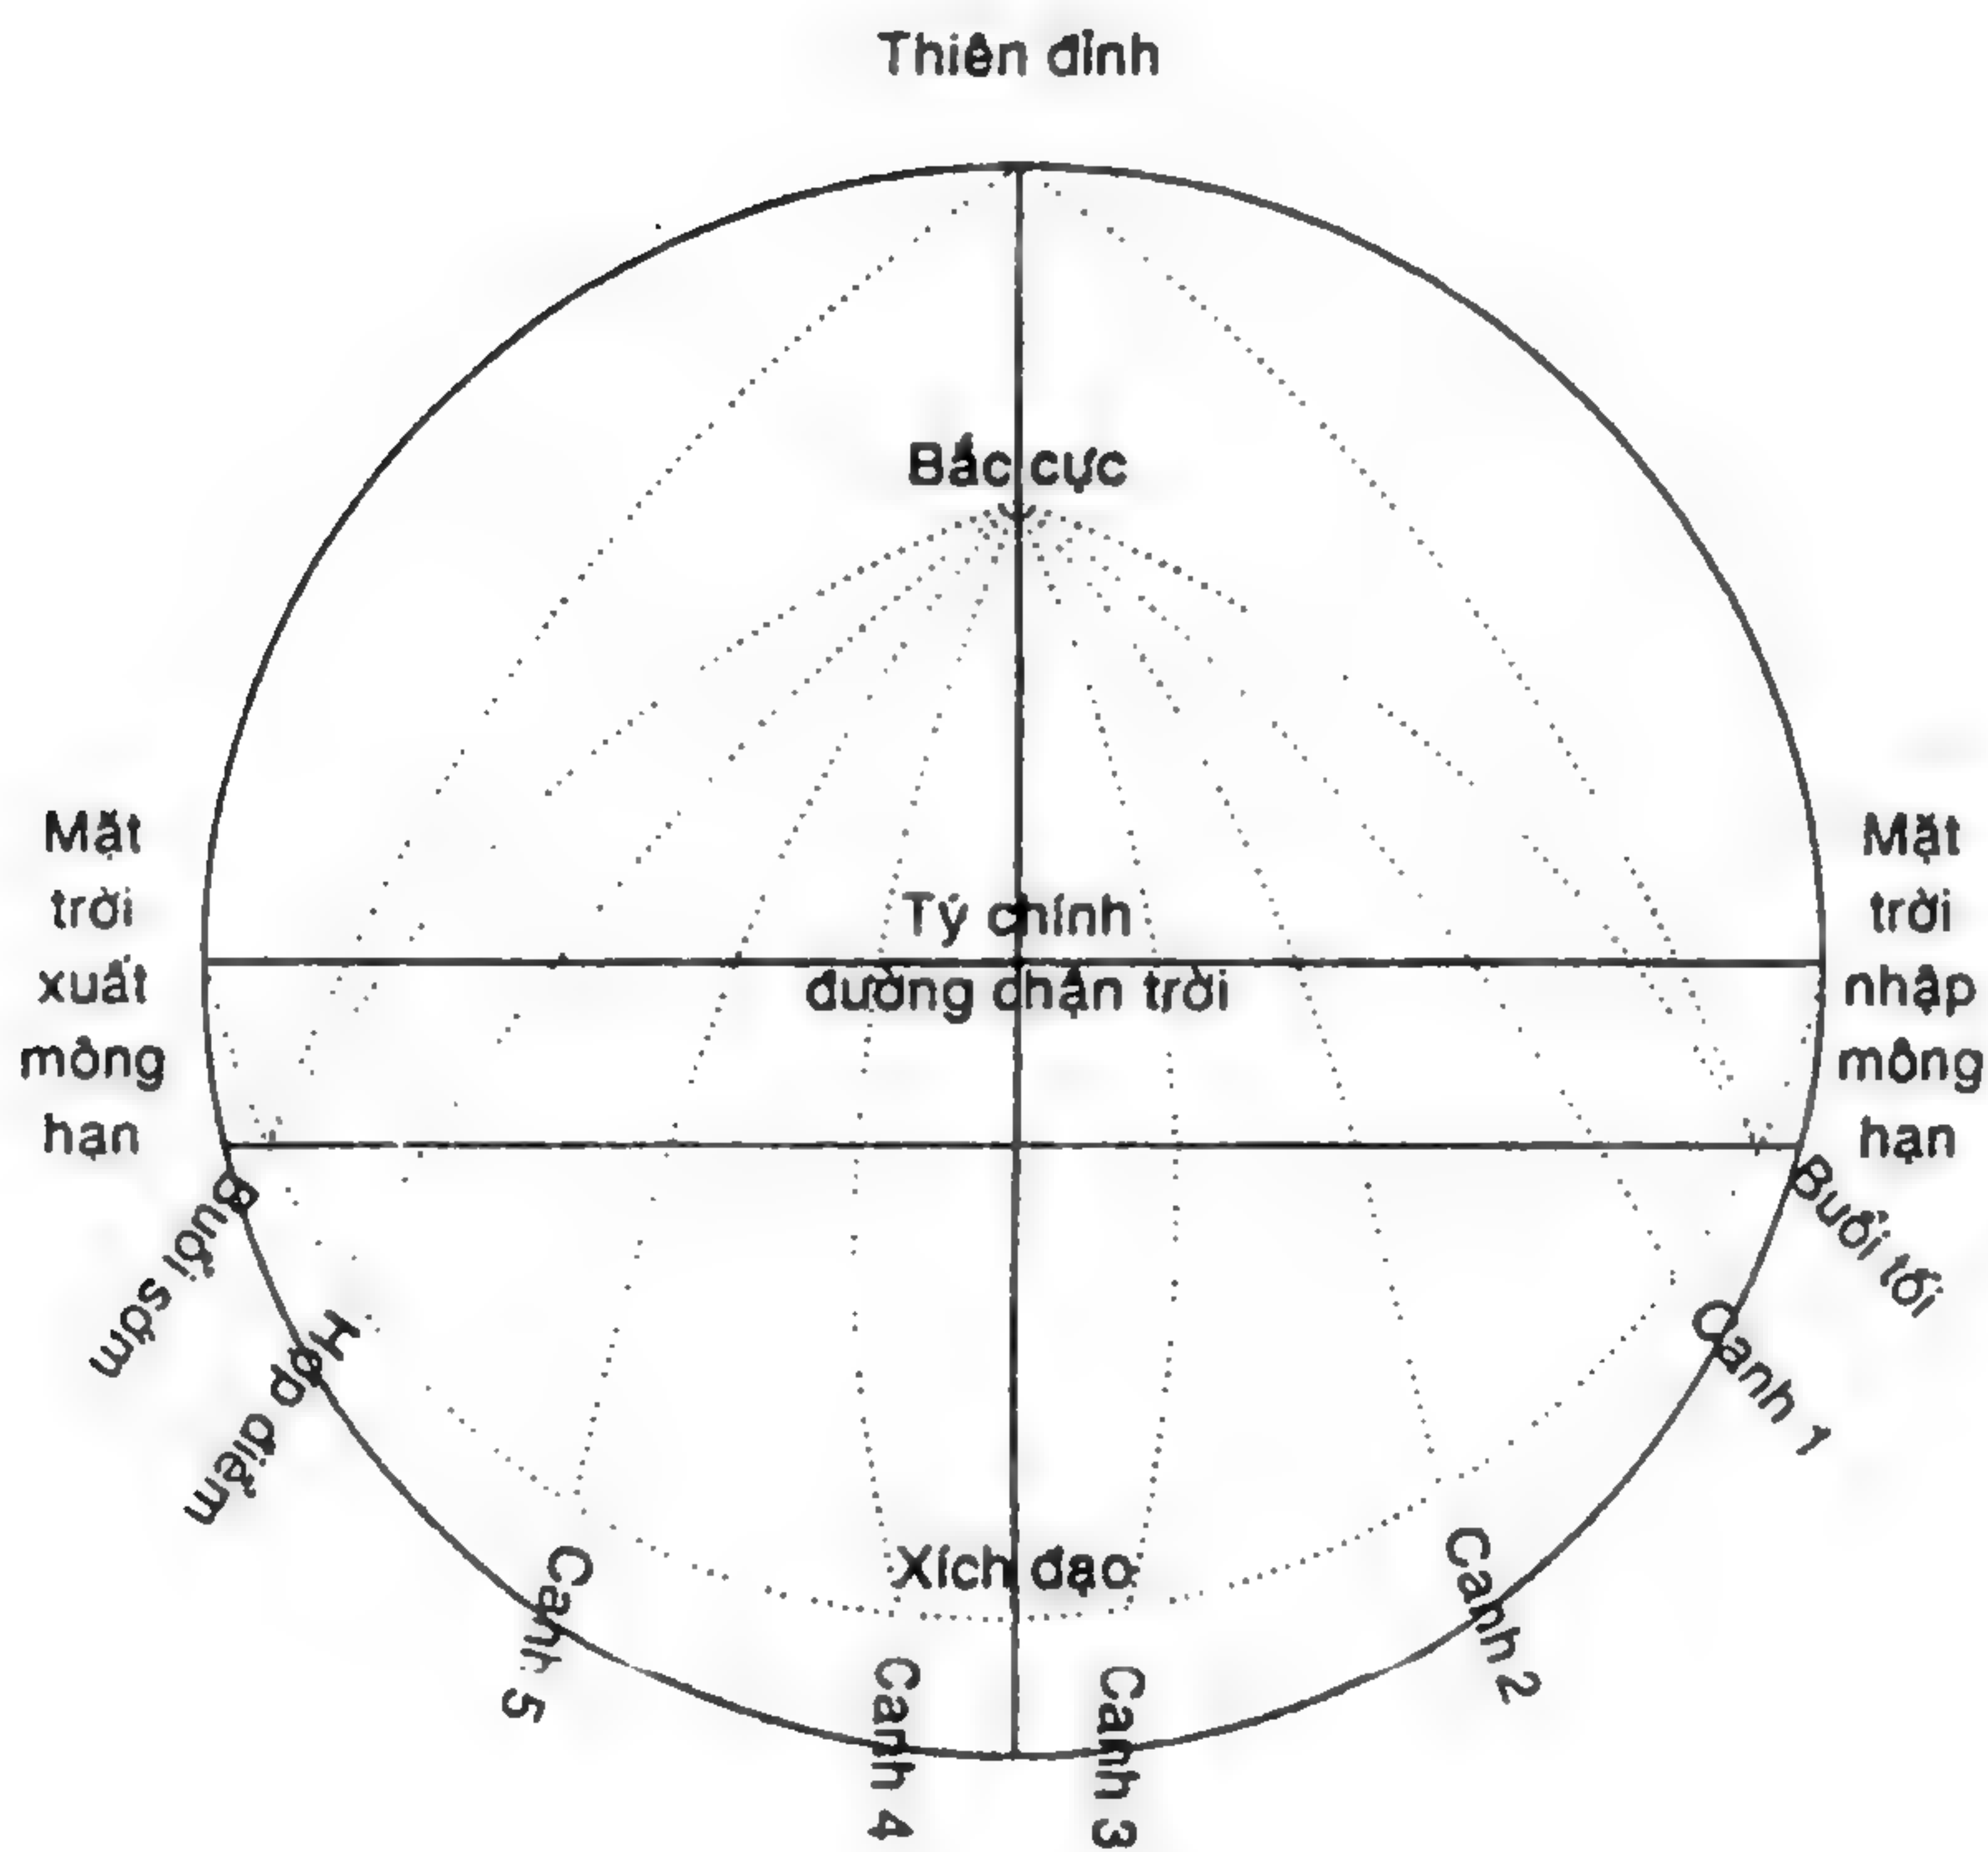 Thiên đỉnh
Bắc cực
Mặt
trời
xuất
mông
hạn
Tý chính
đường chân trời
Mặt
trời
nhập
mông
hạn
Buổi sớm
Hợp điểm
Canh 5
Canh 4
Xích đạo
Canh 3
Canh 2
Canh 1
Buổi tối